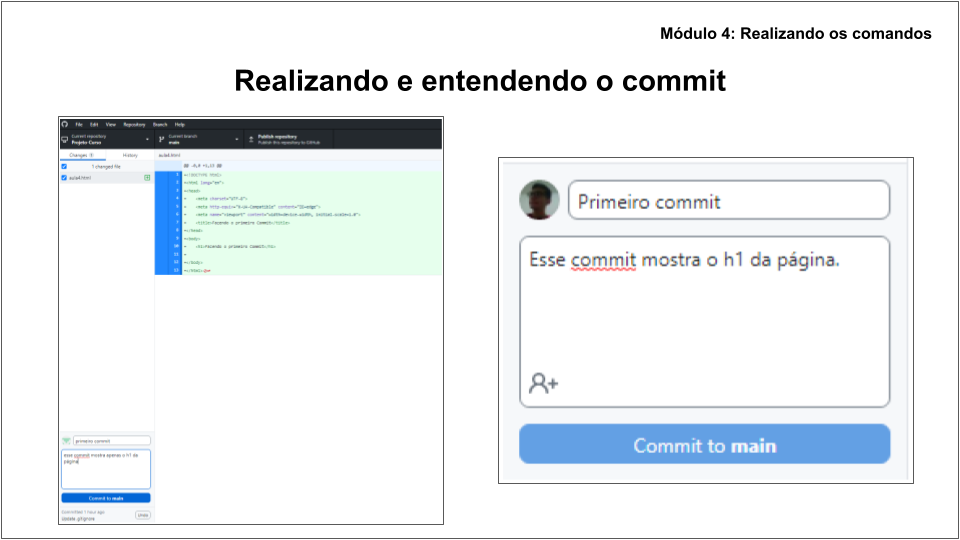 Módulo 4: Realizando os comandos
Realizando e entendendo o commit
File Edit View Repository Branch Help
Current repository
Projeto Curso
Current branch
main
Publish repository
Publish this repository to GitHub
Changes 1 History
aula4.html
1 changed file
aula4.html
@@ -0,0 +1,13 @@
1 +<!DOCTYPE html>
2 +<html lang="en">
3 +<head>
4 + <meta charset="UTF-8">
5 + <meta http-equiv="X-UA-Compatible" content="IE=edge">
6 + <meta name="viewport" content="width=device-width, initial-scale=1.0">
7 + <title>Fazendo o primeiro Commit</title>
8 +</head>
9 +<body>
10 + <h1>Fazendo o primeiro Commit</h1>
11 +
12 +</body>
13 +</html>
primeiro commit
esse commit mostra apenas o h1 da
página
Commit to main
Committed 1 hour ago
Update .gitignore
Undo
Primeiro commit
Esse commit mostra o h1 da página.
Commit to main